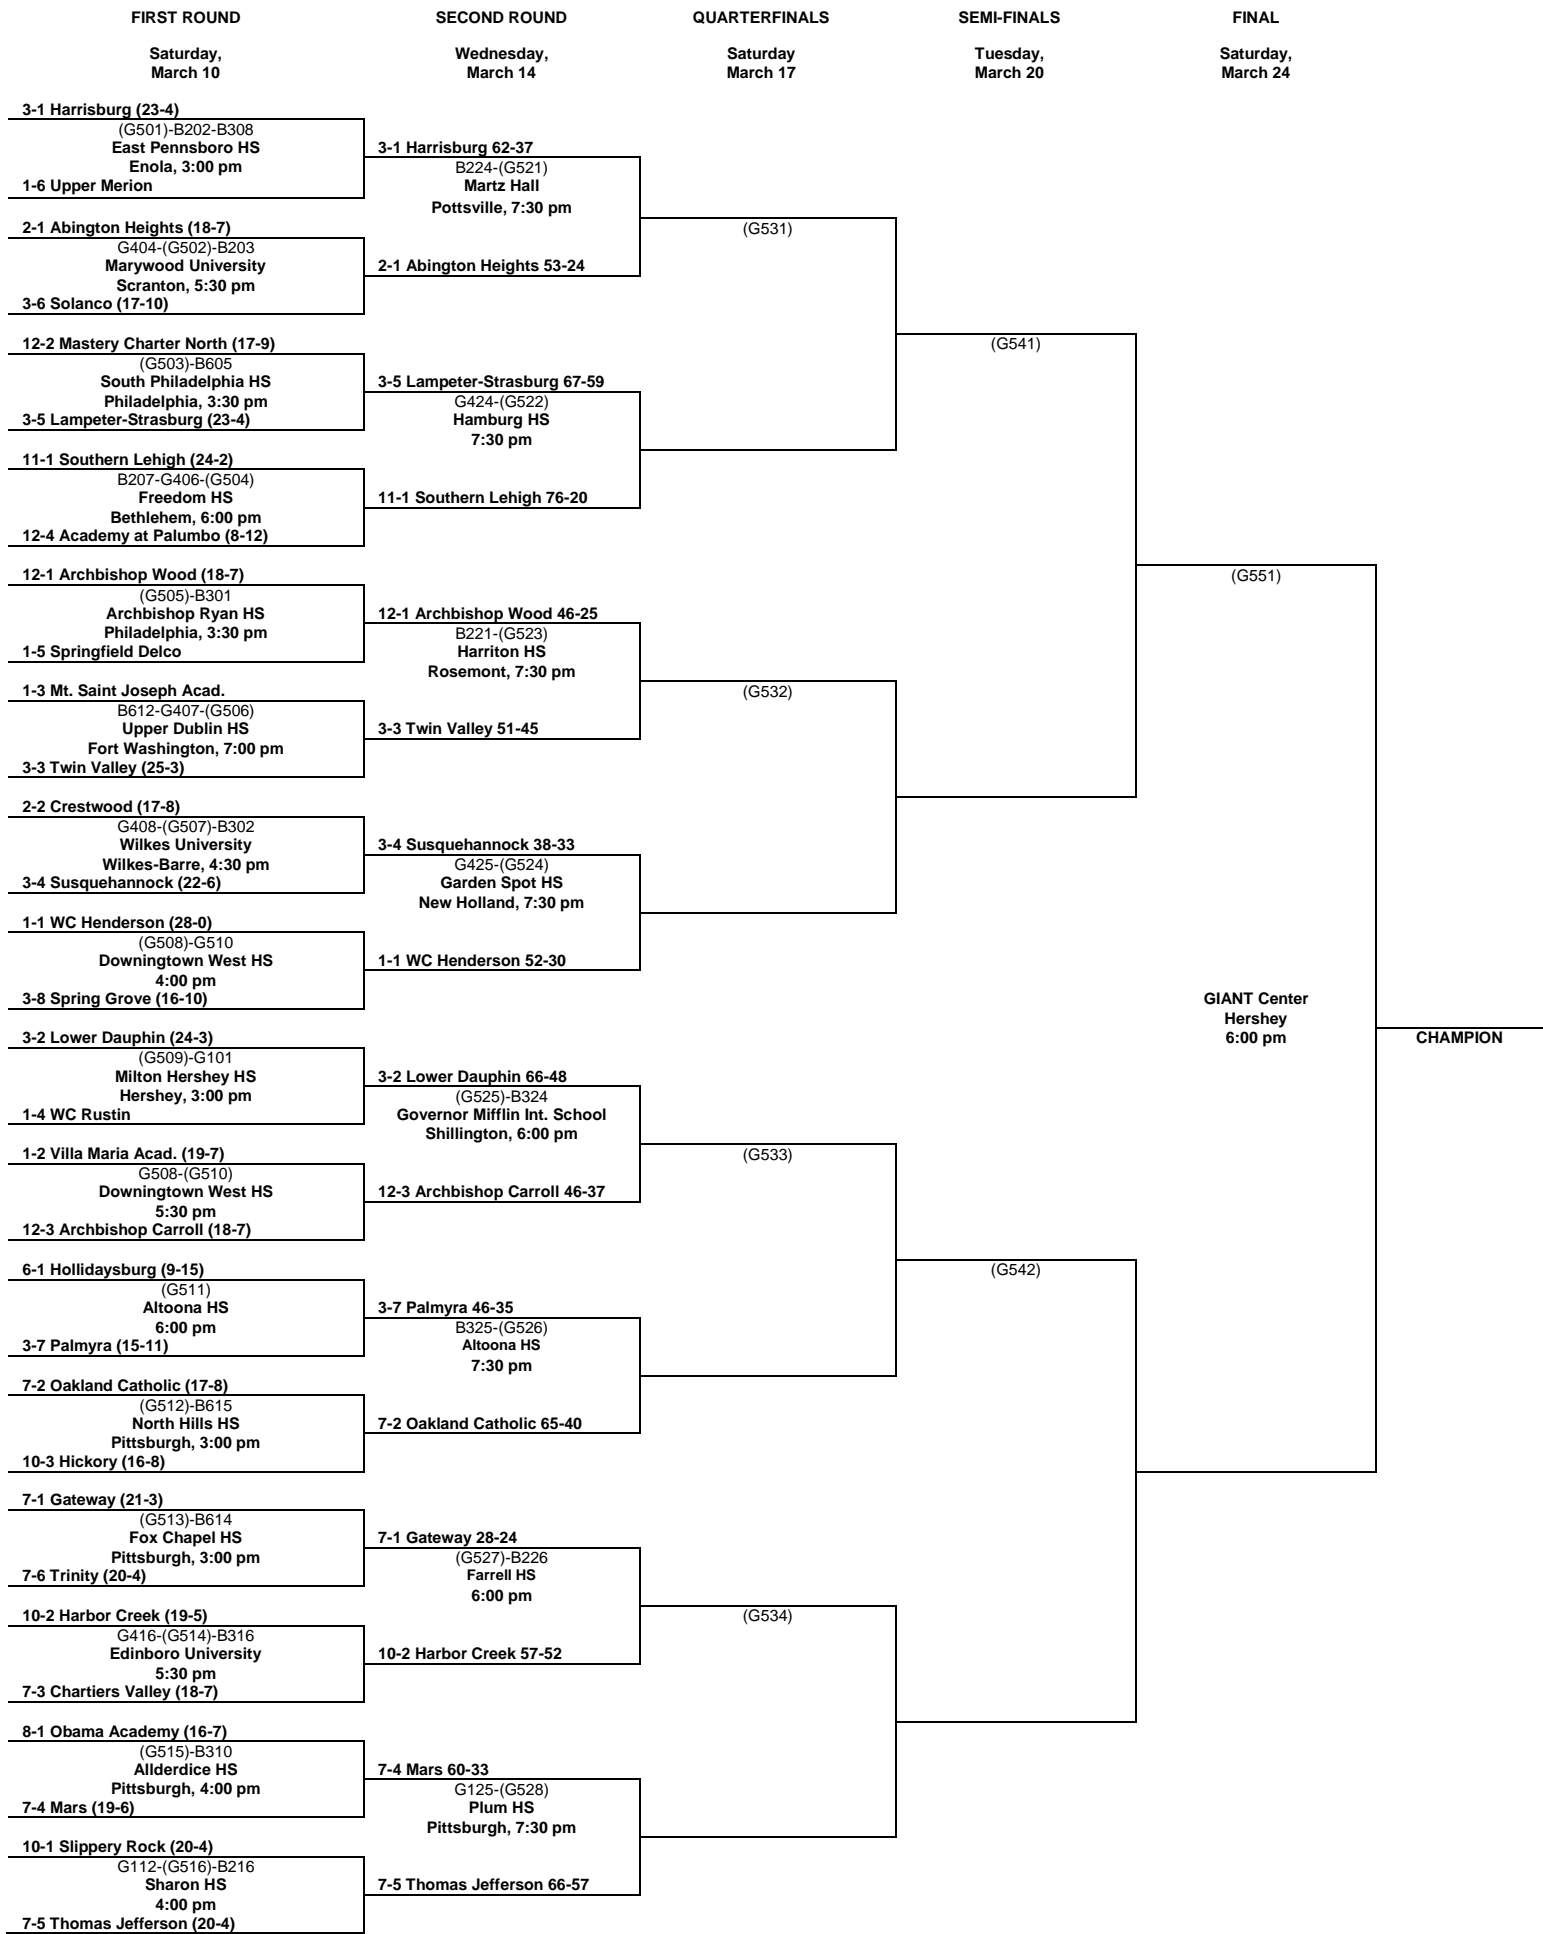 FIRST ROUND
Saturday,
March 10
SECOND ROUND
Wednesday,
March 14
QUARTERFINALS
Saturday
March 17
SEMI-FINALS
Tuesday,
March 20
FINAL
Saturday,
March 24
3-1 Harrisburg (23-4)
(G501)-B202-B308
East Pennsboro HS
Enola, 3:00 pm
1-6 Upper Merion
2-1 Abington Heights (18-7)
G404-(G502)-B203
Marywood University
Scranton, 5:30 pm
3-6 Solanco (17-10)
12-2 Mastery Charter North (17-9)
(G503)-B605
South Philadelphia HS
Philadelphia, 3:30 pm
3-5 Lampeter-Strasburg (23-4)
11-1 Southern Lehigh (24-2)
B207-G406-(G504)
Freedom HS
Bethlehem, 6:00 pm
12-4 Academy at Palumbo (8-12)
12-1 Archbishop Wood (18-7)
(G505)-B301
Archbishop Ryan HS
Philadelphia, 3:30 pm
1-5 Springfield Delco
1-3 Mt. Saint Joseph Acad.
B612-G407-(G506)
Upper Dublin HS
Fort Washington, 7:00 pm
3-3 Twin Valley (25-3)
2-2 Crestwood (17-8)
G408-(G507)-B302
Wilkes University
Wilkes-Barre, 4:30 pm
3-4 Susquehannock (22-6)
1-1 WC Henderson (28-0)
(G508)-G510
Downingtown West HS
4:00 pm
3-8 Spring Grove (16-10)
3-2 Lower Dauphin (24-3)
(G509)-G101
Milton Hershey HS
Hershey, 3:00 pm
1-4 WC Rustin
1-2 Villa Maria Acad. (19-7)
G508-(G510)
Downingtown West HS
5:30 pm
12-3 Archbishop Carroll (18-7)
6-1 Hollidaysburg (9-15)
(G511)
Altoona HS
6:00 pm
3-7 Palmyra (15-11)
7-2 Oakland Catholic (17-8)
(G512)-B615
North Hills HS
Pittsburgh, 3:00 pm
10-3 Hickory (16-8)
7-1 Gateway (21-3)
(G513)-B614
Fox Chapel HS
Pittsburgh, 3:00 pm
7-6 Trinity (20-4)
10-2 Harbor Creek (19-5)
G416-(G514)-B316
Edinboro University
5:30 pm
7-3 Chartiers Valley (18-7)
8-1 Obama Academy (16-7)
(G515)-B310
Allderdice HS
Pittsburgh, 4:00 pm
7-4 Mars (19-6)
10-1 Slippery Rock (20-4)
G112-(G516)-B216
Sharon HS
4:00 pm
7-5 Thomas Jefferson (20-4)
3-1 Harrisburg 62-37
B224-(G521)
Martz Hall
Pottsville, 7:30 pm
2-1 Abington Heights 53-24
3-5 Lampeter-Strasburg 67-59
G424-(G522)
Hamburg HS
7:30 pm
11-1 Southern Lehigh 76-20
12-1 Archbishop Wood 46-25
B221-(G523)
Harriton HS
Rosemont, 7:30 pm
3-3 Twin Valley 51-45
3-4 Susquehannock 38-33
G425-(G524)
Garden Spot HS
New Holland, 7:30 pm
1-1 WC Henderson 52-30
3-2 Lower Dauphin 66-48
(G525)-B324
Governor Mifflin Int. School
Shillington, 6:00 pm
12-3 Archbishop Carroll 46-37
3-7 Palmyra 46-35
B325-(G526)
Altoona HS
7:30 pm
7-2 Oakland Catholic 65-40
7-1 Gateway 28-24
(G527)-B226
Farrell HS
6:00 pm
10-2 Harbor Creek 57-52
7-4 Mars 60-33
G125-(G528)
Plum HS
Pittsburgh, 7:30 pm
7-5 Thomas Jefferson 66-57
(G531)
(G532)
(G533)
(G534)
(G541)
(G542)
(G551)
GIANT Center
Hershey
6:00 pm
CHAMPION